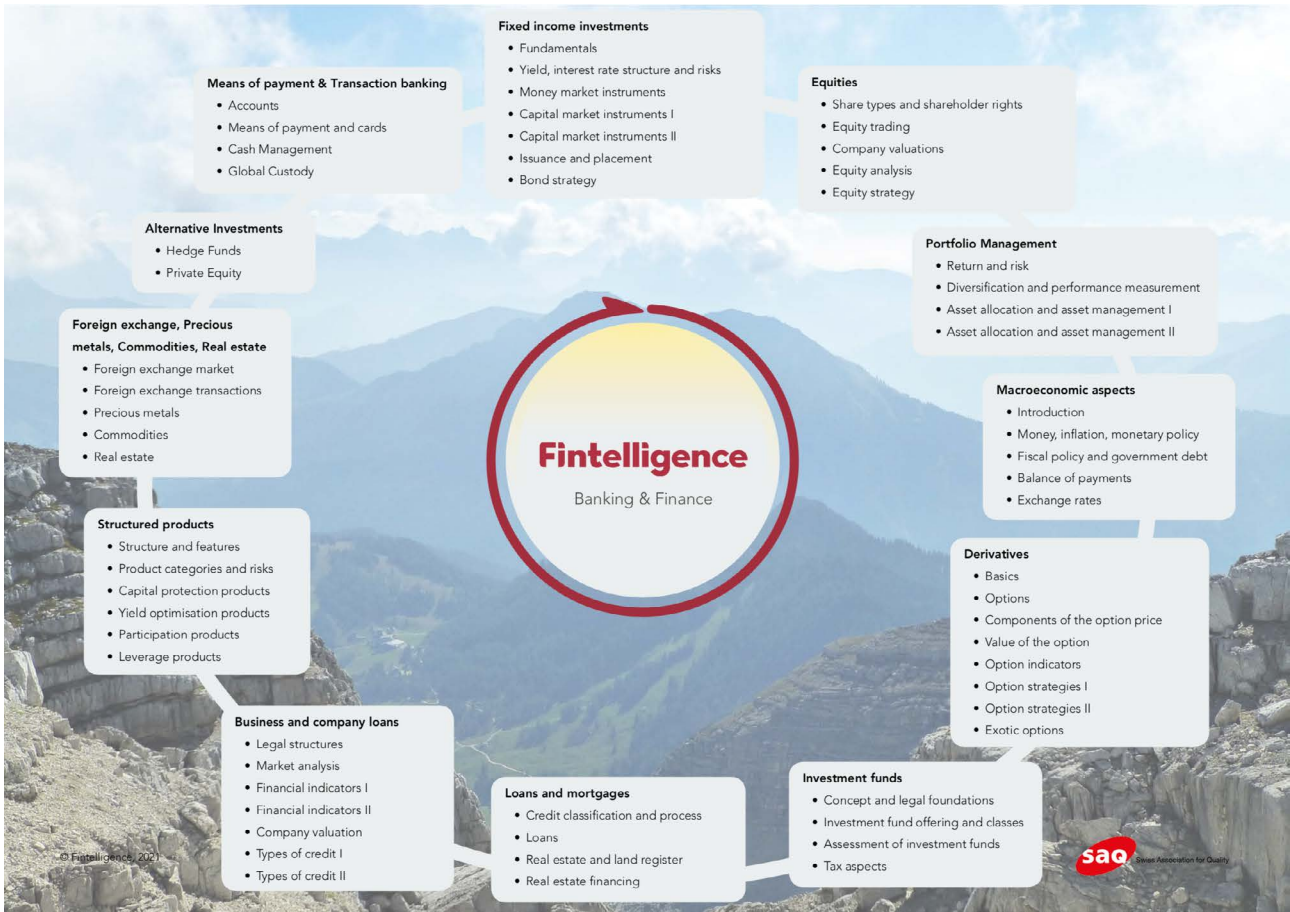 Fixed income investments
• Fundamentals
• Yield, interest rate structure and risks
• Money market instruments
• Capital market instruments I
• Capital market instruments II
• Issuance and placement
• Bond strategy
Equities
• Share types and shareholder rights
• Equity trading
• Company valuations
• Equity analysis
• Equity strategy
Portfolio Management
• Return and risk
• Diversification and performance measurement
• Asset allocation and asset management I
• Asset allocation and asset management II
Macroeconomic aspects
• Introduction
• Money, inflation, monetary policy
• Fiscal policy and government debt
• Balance of payments
• Exchange rates
Derivatives
• Basics
• Options
• Components of the option price
• Value of the option
• Option indicators
• Option strategies I
• Option strategies II
• Exotic options
Investment funds
• Concept and legal foundations
• Investment fund offering and classes
• Assessment of investment funds
• Tax aspects
Loans and mortgages
• Credit classification and process
• Loans
• Real estate and land register
• Real estate financing
Business and company loans
• Legal structures
• Market analysis
• Financial indicators I
• Financial indicators II
• Company valuation
• Types of credit I
• Types of credit II
Structured products
• Structure and features
• Product categories and risks
• Capital protection products
• Yield optimisation products
• Participation products
• Leverage products
Foreign exchange, Precious
metals, Commodities, Real estate
• Foreign exchange market
• Foreign exchange transactions
• Precious metals
• Commodities
• Real estate
Alternative Investments
• Hedge Funds
• Private Equity
Means of payment & Transaction banking
• Accounts
• Means of payment and cards
• Cash Management
• Global Custody
Fintelligence
Banking & Finance
© Fintelligence, 2021
saq
Swiss Association for Quality